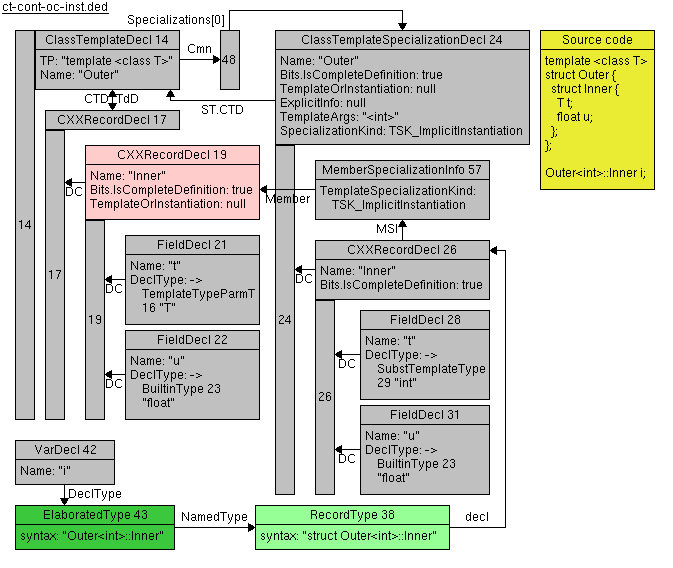 ct-cont-oc-inst.ded
Specializations[0]
ClassTemplateDecl 14
TP: "template <class T>"
Name: "Outer"
Cmn
48
ClassTemplateSpecializationDecl 24
Name: "Outer"
Bits.IsCompleteDefinition: true
TemplateOrInstantiation: null
ExplicitInfo: null
TemplateArgs: "<int>"
SpecializationKind: TSK_ImplicitInstantiation
Source code
template <class T>
struct Outer {
struct Inner {
T t;
float u;
};
};
Outer<int>::Inner i;
CTD
TdD
ST.CTD
CXXRecordDecl 17
14
17
CXXRecordDecl 19
Name: "Inner"
Bits.IsCompleteDefinition: true
TemplateOrInstantiation: null
DC
Member
MemberSpecializationInfo 57
TemplateSpecializationKind:
TSK_ImplicitInstantiation
MSI
19
FieldDecl 21
Name: "t"
DeclType: ->
TemplateTypeParmT
16 "T"
DC
FieldDecl 22
Name: "u"
DeclType: ->
BuiltinType 23
"float"
DC
24
CXXRecordDecl 26
Name: "Inner"
Bits.IsCompleteDefinition: true
DC
26
FieldDecl 28
Name: "t"
DeclType: ->
SubstTemplateType
29 "int"
DC
FieldDecl 31
Name: "u"
DeclType: ->
BuiltinType 23
"float"
DC
VarDecl 42
Name: "i"
DeclType
ElaboratedType 43
syntax: "Outer<int>::Inner"
NamedType
RecordType 38
syntax: "struct Outer<int>::Inner"
decl